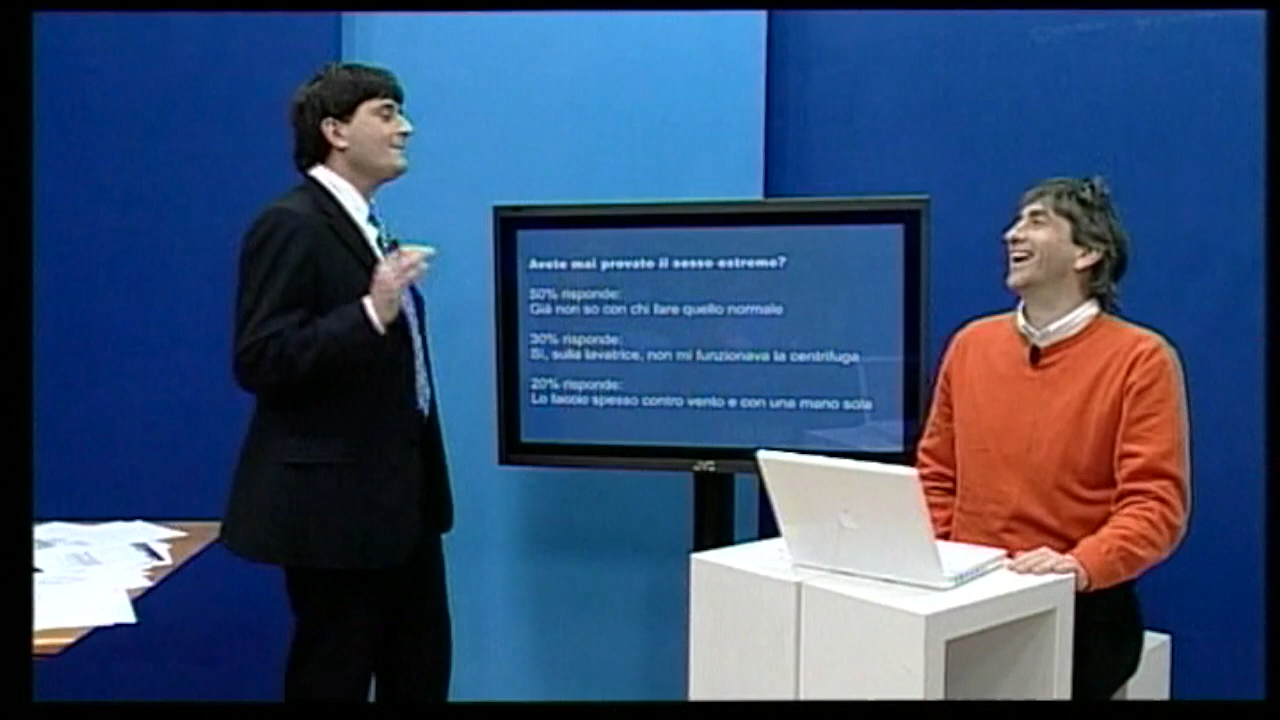 Avete mai provato il sesso estremo?
50% risponde:
Già non so con chi fare quello normale
30% risponde:
Si, sulla lavatrice, non mi funzionava la centrifuga
20% risponde:
Lo faccio spesso contro vento e con una mano sola
JVC